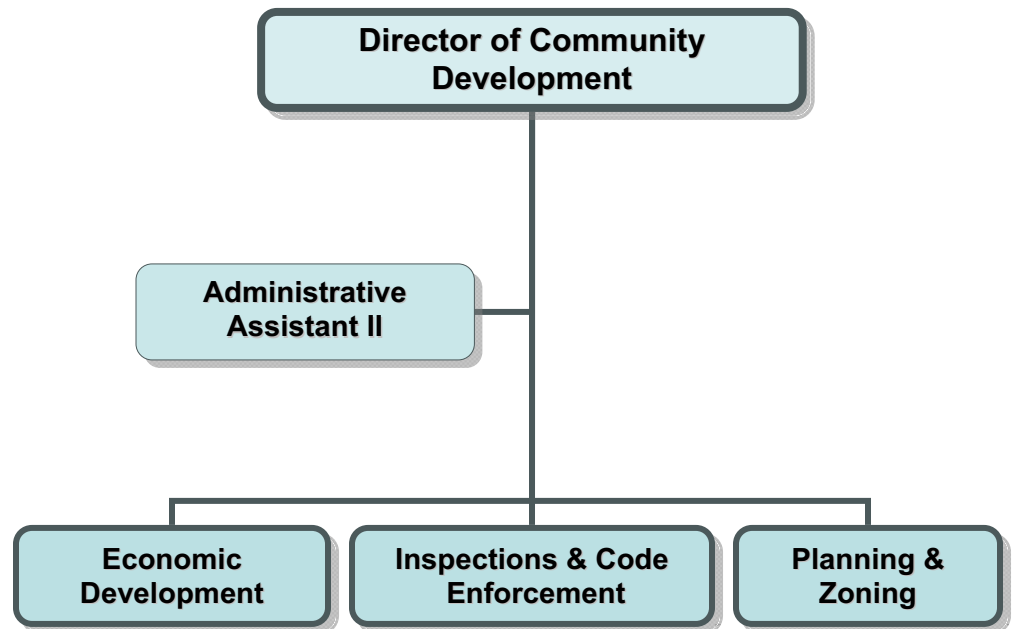 Director of Community
Development
Administrative
Assistant II
Economic
Development
Inspections & Code
Enforcement
Planning &
Zoning